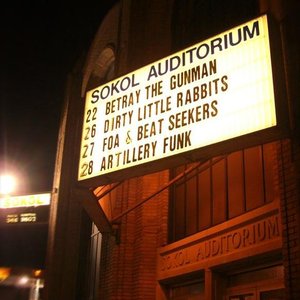 SOKOL AUDITORIUM
22 BETRAY THE GUNMAN
26 DIRTY LITTLE RABBITS
27 FOA & BEAT SEEKERS
28 ARTILLERY FUNK
SOKOL AUDITORIUM
SOKOL